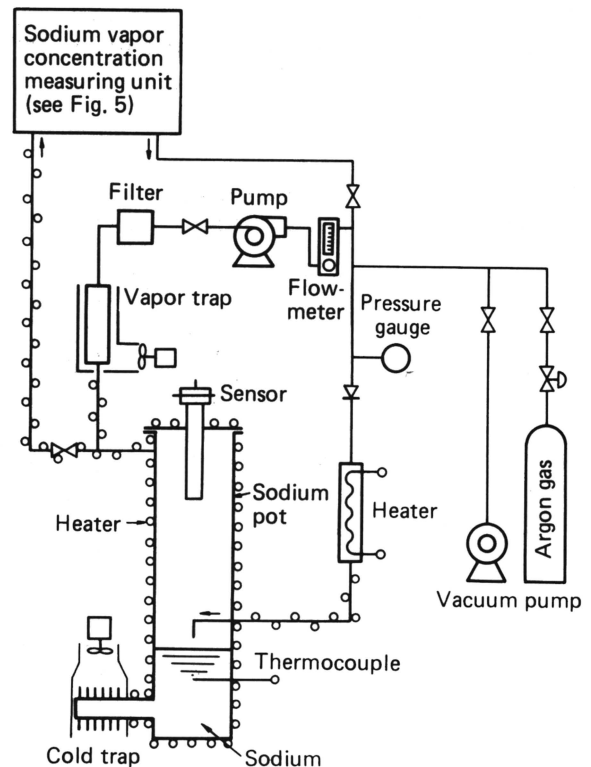 Sodium vapor
concentration
measuring unit
(see Fig. 5)
Filter
Pump
Vapor trap
Flow-
meter
Pressure
gauge
Sensor
Sodium
pot
Heater
Heater
Argon gas
Vacuum pump
Thermocouple
Cold trap
Sodium